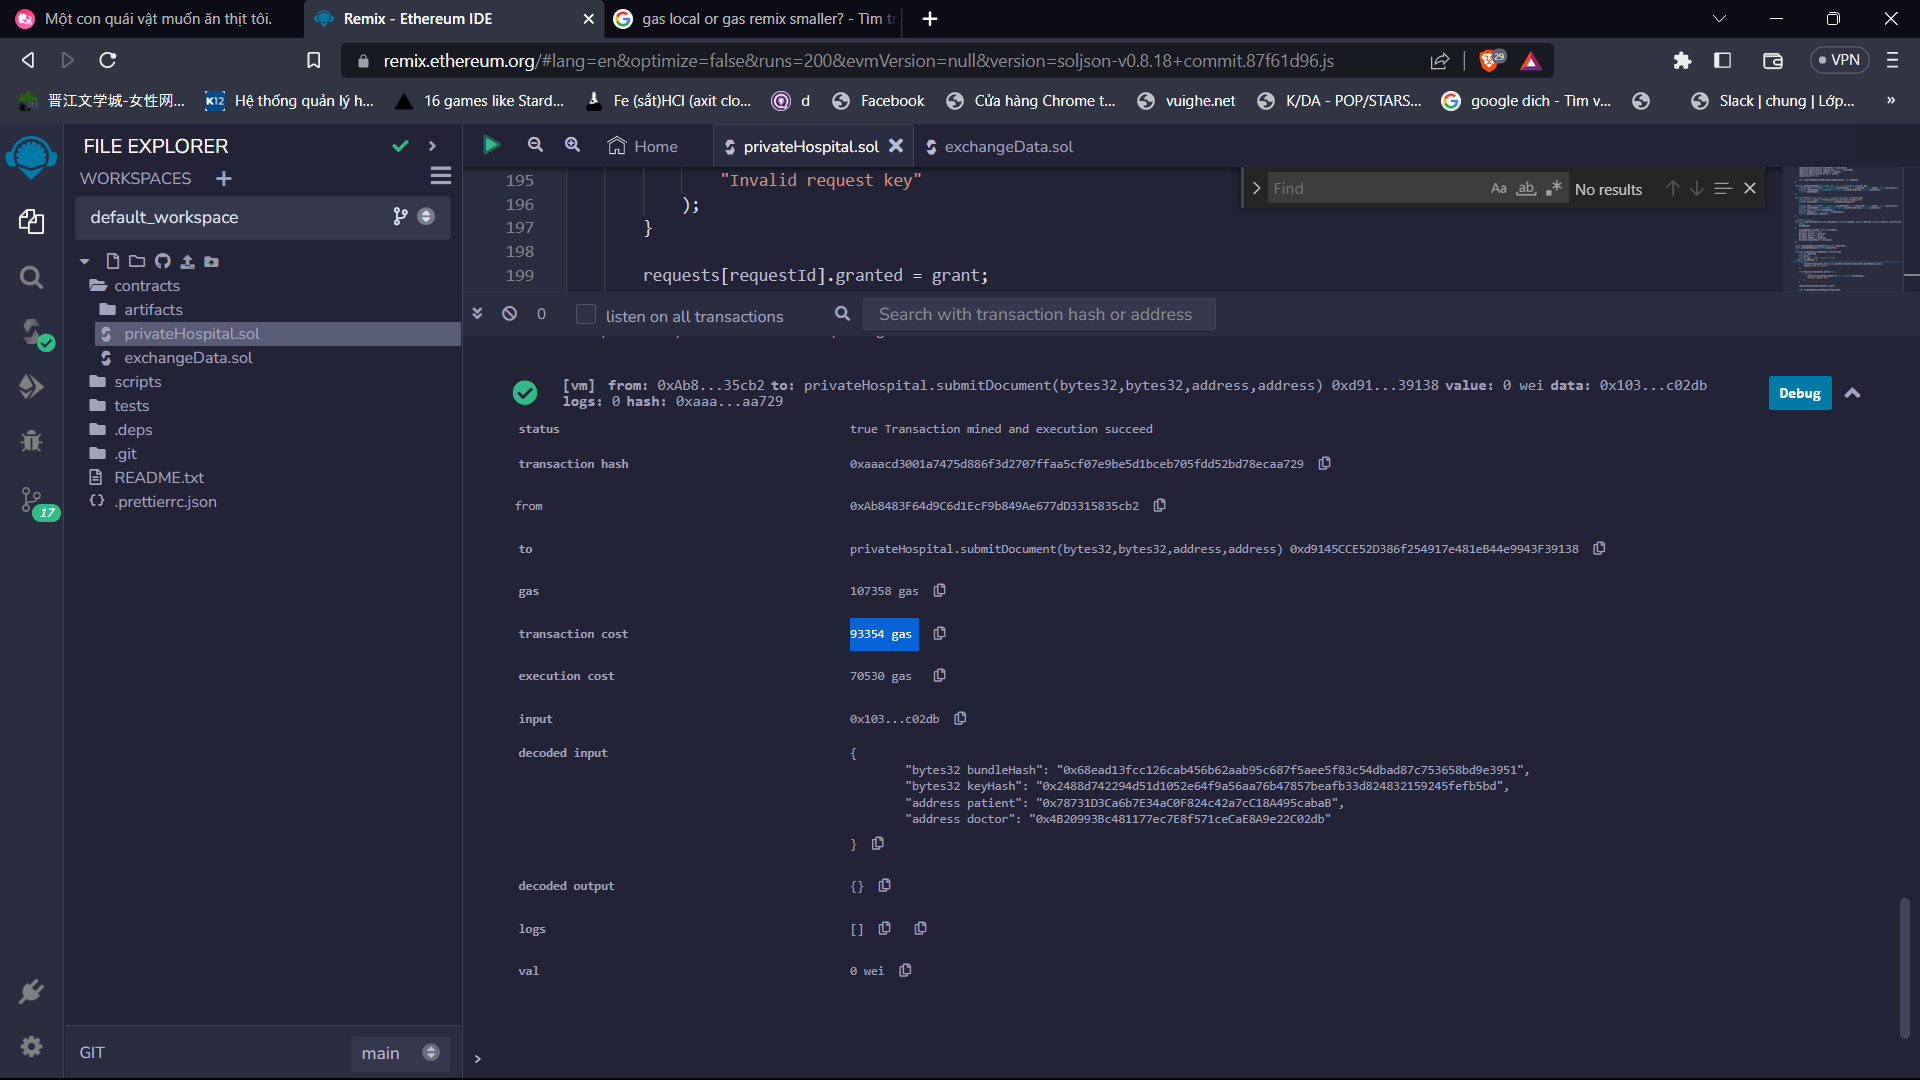 Một con quái vật muốn ăn thịt tôi.
Remix - Ethereum IDE
gas local or gas remix smaller? - Tìm t
remix.ethereum.org/#lang=en&optimize=false&runs=200&evmVersion=null&version=soljson-v0.8.18+commit.87f61d96.js
29
VPN
晋江文学城-女性网...
K12
Hệ thống quản lý h...
16 games like Stard...
Fe (sắt)HCl (axit clo...
d
Facebook
Cửa hàng Chrome t...
vuighe.net
K/DA - POP/STARS...
google dich - Tìm v...
Slack | chung | Lớp...
»
FILE EXPLORER
WORKSPACES
default_workspace
contracts
artifacts
privateHospital.sol
exchangeData.sol
scripts
tests
.deps
.git
README.txt
.prettierrc.json
17
GIT
main
Home
privateHospital.sol
exchangeData.sol
195 "Invalid request key"
196 );
197 }
198
199 requests[requestId].granted = grant;
Find
Aa
ab
No results
0
listen on all transactions
Search with transaction hash or address
[vm] from: 0xAb8...35cb2 to: privateHospital.submitDocument(bytes32,bytes32,address,address) 0xd91...39138 value: 0 wei data: 0x103...c02db
logs: 0 hash: 0xaaa...aa729
Debug
status true Transaction mined and execution succeed
transaction hash 0xaaacd3001a7475d886f3d2707ffaa5cf07e9be5d1bceb705fdd52bd78ecaa729
from 0xAb8483F64d9C6d1EcF9b849Ae677dD3315835cb2
to privateHospital.submitDocument(bytes32,bytes32,address,address) 0xd9145CCE52D386f254917e481eB44e9943F39138
gas 107358 gas
transaction cost 93354 gas
execution cost 70530 gas
input 0x103...c02db
decoded input {
"bytes32 bundleHash": "0x68ead13fcc126cab456b62aab95c687f5aee5f83c54dbad87c753658bd9e3951",
"bytes32 keyHash": "0x2488d742294d51d1052e64f9a56aa76b47857beafb33d824832159245fefb5bd",
"address patient": "0x78731D3Ca6b7E34aC0F824c42a7cC18A495cabaB",
"address doctor": "0x4B20993Bc481177ec7E8f571ceCaE8A9e22C02db"
}
decoded output {}
logs []
val 0 wei
>